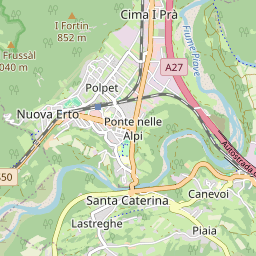 Cima I Prà
I Fortin
852 m
Frussàl
040 m
Fiume Piave
A27
Polpet
Nuova Erto
Ponte nelle
Alpi
Autostrada
50
Canevoi
Santa Caterina
Lastreghe
Piaia